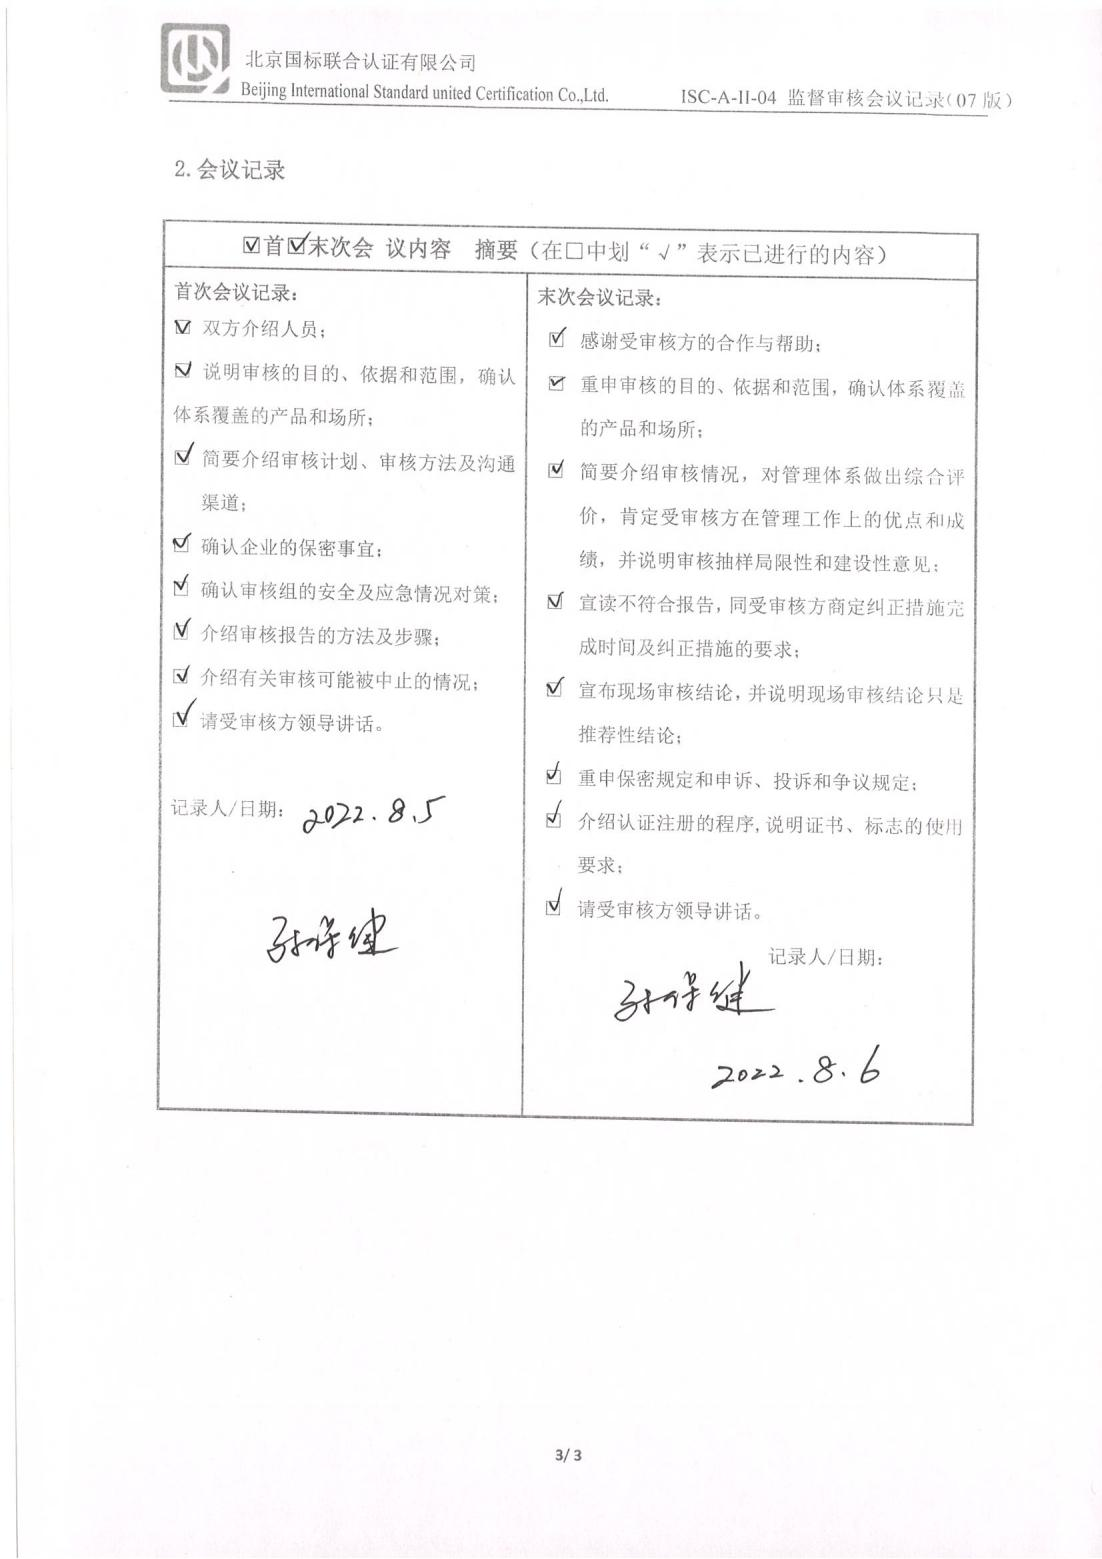 北京国标联合认证有限公司
Beijing International Standard united Certification Co.,Ltd.
ISC-A-II-04 监督审核会议记录(07版)
2.会议记录
☑首☑末次会 议内容 摘要（在□中划“√”表示已进行的内容）
首次会议记录：
☑ 双方介绍人员；
☑ 说明审核的目的、依据和范围，确认
体系覆盖的产品和场所；
☑ 简要介绍审核计划、审核方法及沟通
渠道；
☑ 确认企业的保密事宜；
☑ 确认审核组的安全及应急情况对策；
☑ 介绍审核报告的方法及步骤；
☑ 介绍有关审核可能被中止的情况；
☑ 请受审核方领导讲话。
记录人/日期： 2022.8.5
末次会议记录：
☑ 感谢受审核方的合作与帮助；
☑ 重申审核的目的、依据和范围，确认体系覆盖
的产品和场所；
☑ 简要介绍审核情况，对管理体系做出综合评
价，肯定受审核方在管理工作上的优点和成
绩，并说明审核抽样局限性和建设性意见；
☑ 宣读不符合报告，同受审核方商定纠正措施完
成时间及纠正措施的要求；
☑ 宣布现场审核结论，并说明现场审核结论只是
推荐性结论；
☑ 重申保密规定和申诉、投诉和争议规定；
☑ 介绍认证注册的程序,说明证书、标志的使用
要求；
☑ 请受审核方领导讲话。
记录人/日期：
2022.8.6
3/3